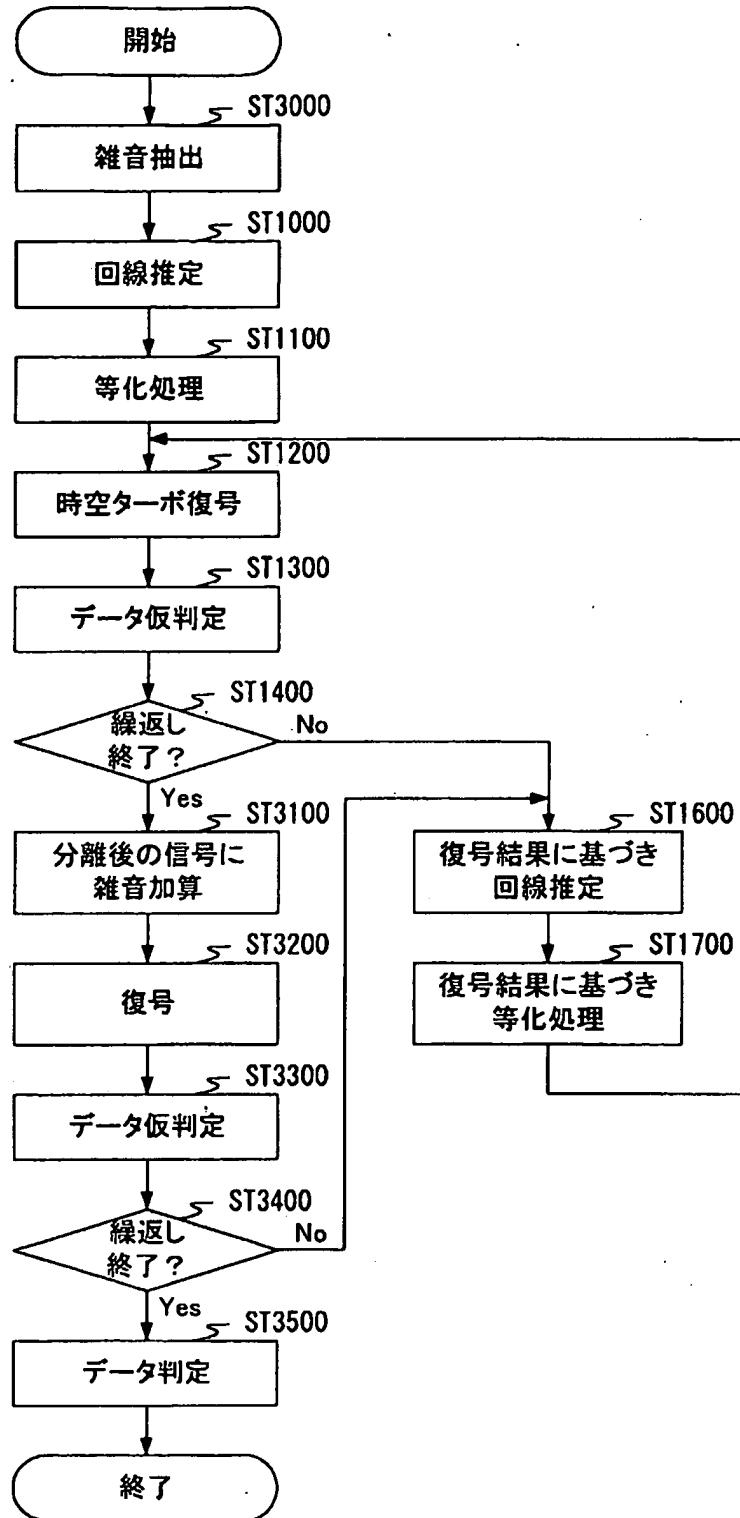 開始
ST3000
雑音抽出
ST1000
回線推定
ST1100
等化処理
ST1200
時空ターボ復号
ST1300
データ仮判定
ST1400
繰返し
終了?
No
Yes
ST3100
分離後の信号に
雑音加算
ST1600
復号結果に基づき
回線推定
ST3200
復号
ST1700
復号結果に基づき
等化処理
ST3300
データ仮判定
ST3400
繰返し
終了?
No
Yes
ST3500
データ判定
終了